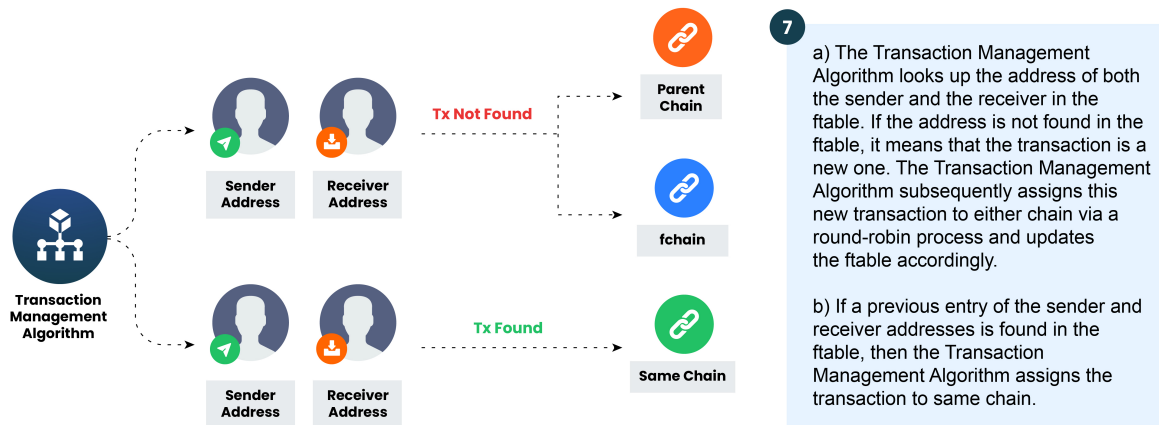 Transaction
Management
Algorithm
Sender
Address
Receiver
Address
Tx Not Found
Parent
Chain
fchain
Sender
Address
Receiver
Address
Tx Found
Same Chain
7
a) The Transaction Management
Algorithm looks up the address of both
the sender and the receiver in the
ftable. If the address is not found in the
ftable, it means that the transaction is a
new one. The Transaction Management
Algorithm subsequently assigns this
new transaction to either chain via a
round-robin process and updates
the ftable accordingly.
b) If a previous entry of the sender and
receiver addresses is found in the
ftable, then the Transaction
Management Algorithm assigns the
transaction to same chain.